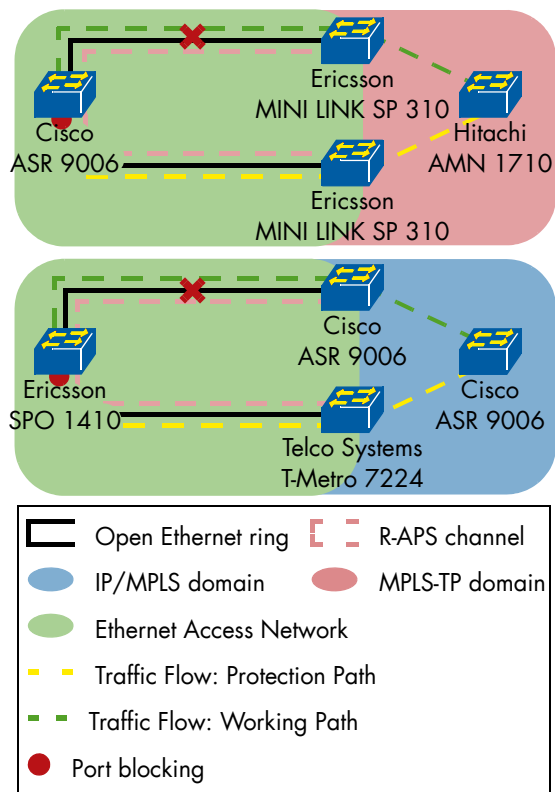 Ericsson
MINI LINK SP 310
Cisco
ASR 9006
Hitachi
AMN 1710
Ericsson
MINI LINK SP 310
Cisco
ASR 9006
Ericsson
SPO 1410
Cisco
ASR 9006
Telco Systems
T-Metro 7224
Open Ethernet ring
R-APS channel
IP/MPLS domain
MPLS-TP domain
Ethernet Access Network
Traffic Flow: Protection Path
Traffic Flow: Working Path
Port blocking